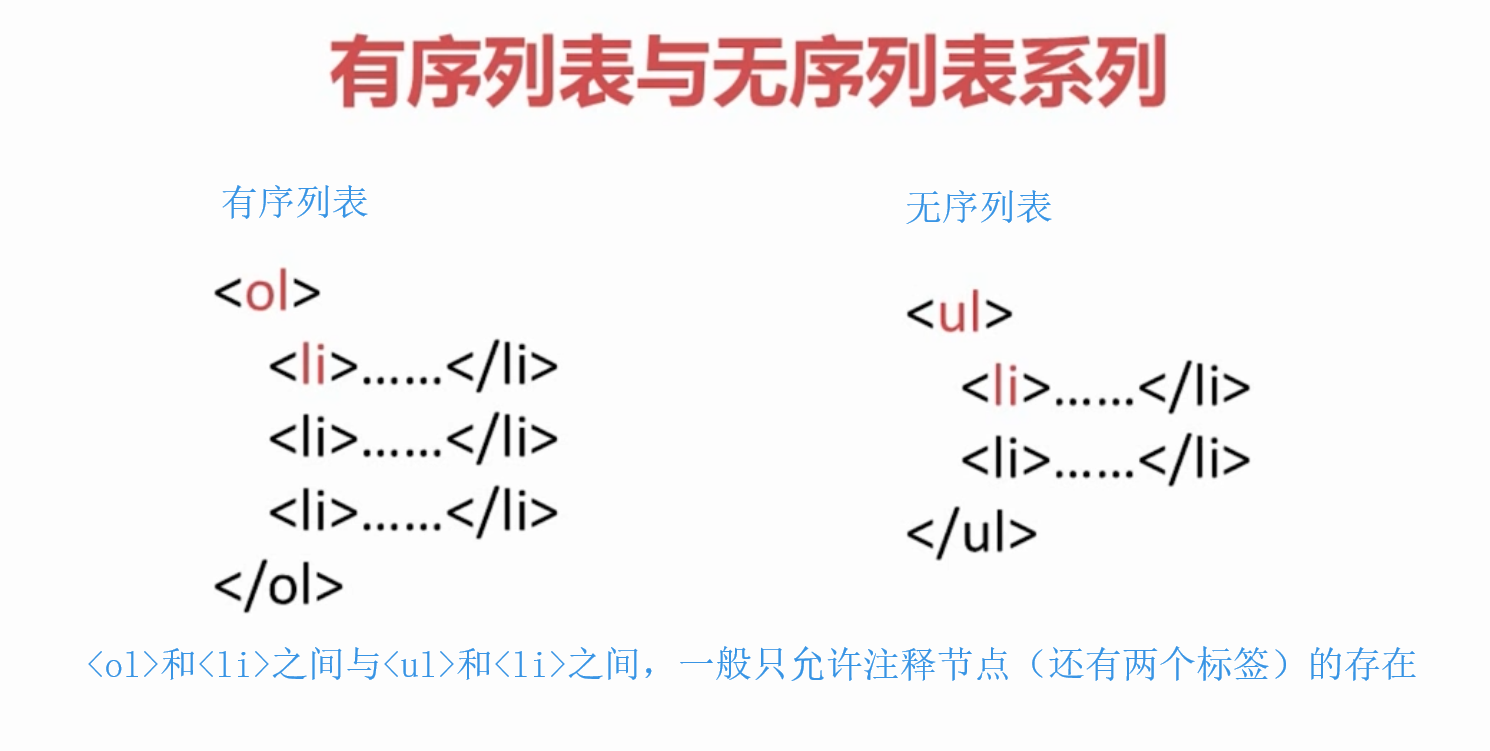 有序列表与无序列表系列
有序列表
<ol>
<li>……</li>
<li>……</li>
<li>……</li>
</ol>
无序列表
<ul>
<li>……</li>
<li>……</li>
</ul>
<ol>和<li>之间与<ul>和<li>之间，一般只允许注释节点（还有两个标签）的存在